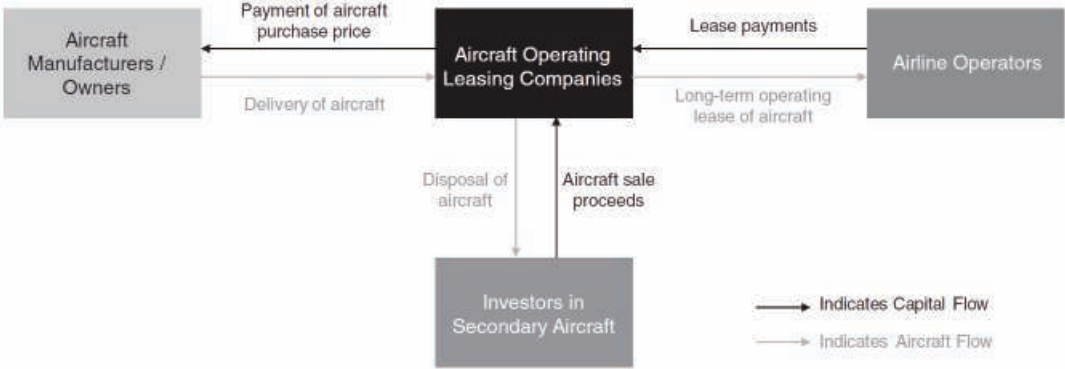 Payment of aircraft
purchase price
Aircraft
Manufacturers /
Owners
Delivery of aircraft
Aircraft Operating
Leasing Companies
Lease payments
Long-term operating
lease of aircraft
Airline Operators
Disposal of
aircraft
Aircraft sale
proceeds
Investors in
Secondary Aircraft
Indicates Capital Flow
Indicates Aircraft Flow